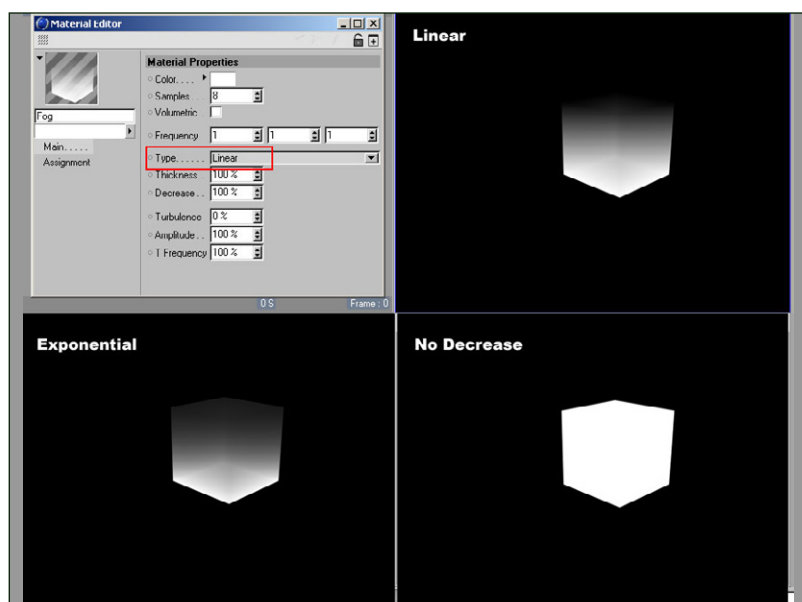 Material Editor
Material Properties
Color. . . .
Samples . . 8
Volumetric. .
Fog
Frequency 1 1 1
Main. . . . .
Type. . . . . . Linear
Assignment
Thickness 100 %
Decrease . . 100 %
Turbulence 0 %
Amplitude . . 100 %
T Frequency 100 %
0 S Frame : 0
Linear
Exponential
No Decrease